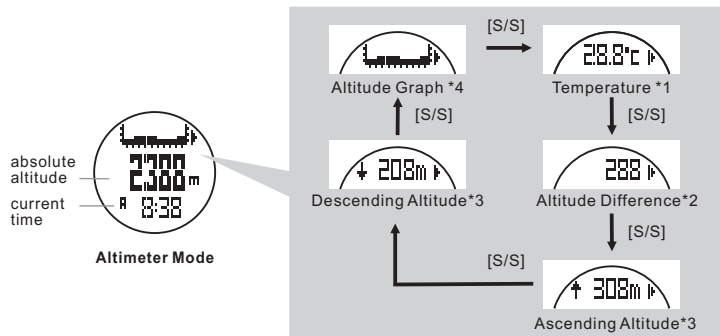 [S/S]
28.8°C
Altitude Graph *4
Temperature *1
[S/S]
[S/S]
208m
288
Descending Altitude*3
Altitude Difference*2
[S/S]
[S/S]
308m
Ascending Altitude*3
absolute
altitude
m
current
time
A 8:38
Altimeter Mode